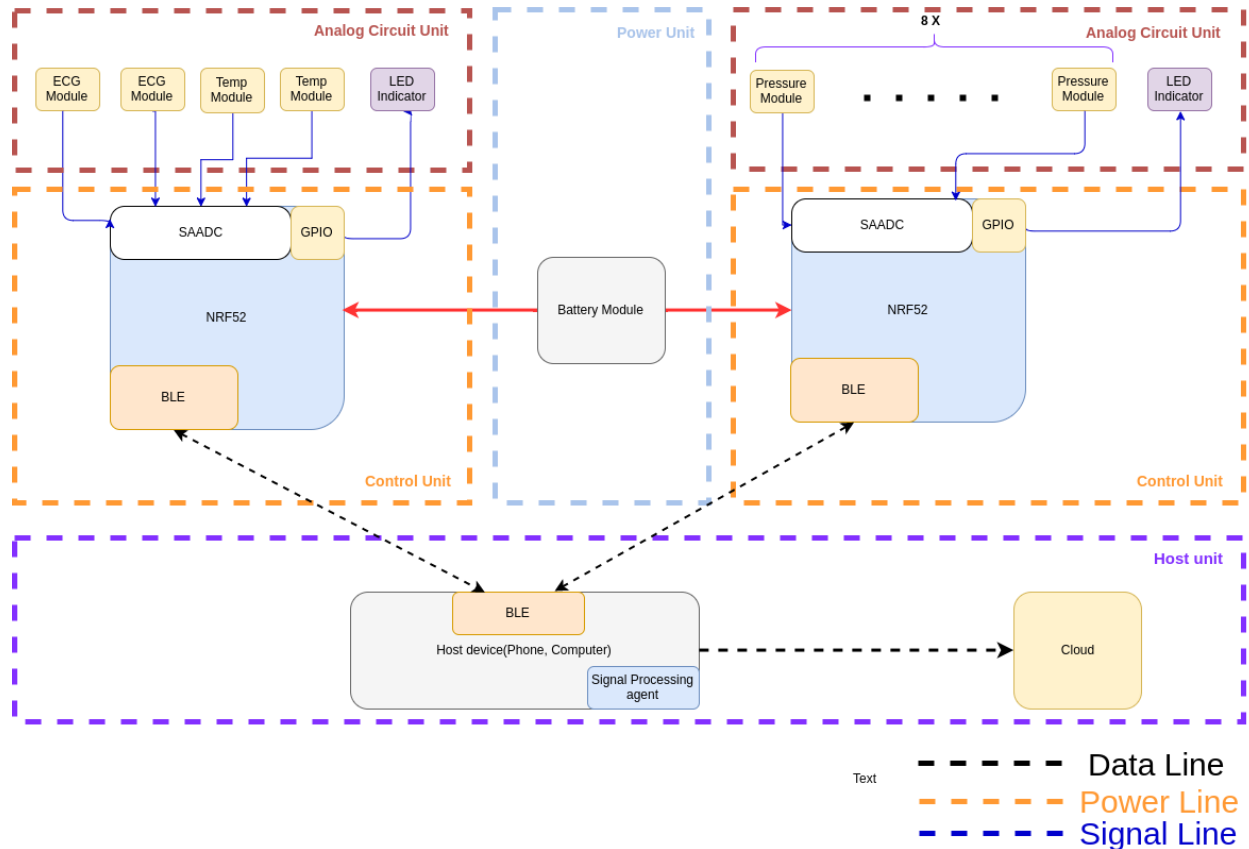 Analog Circuit Unit
Power Unit
8 X
Analog Circuit Unit
ECG
Module
ECG
Module
Temp
Module
Temp
Module
LED
Indicator
Pressure
Module
Pressure
Module
LED
Indicator
SAADC
GPIO
SAADC
GPIO
NRF52
Battery Module
NRF52
BLE
BLE
Control Unit
Control Unit
Host unit
BLE
Host device(Phone, Computer)
Signal Processing
agent
Cloud
Text
Data Line
Power Line
Signal Line